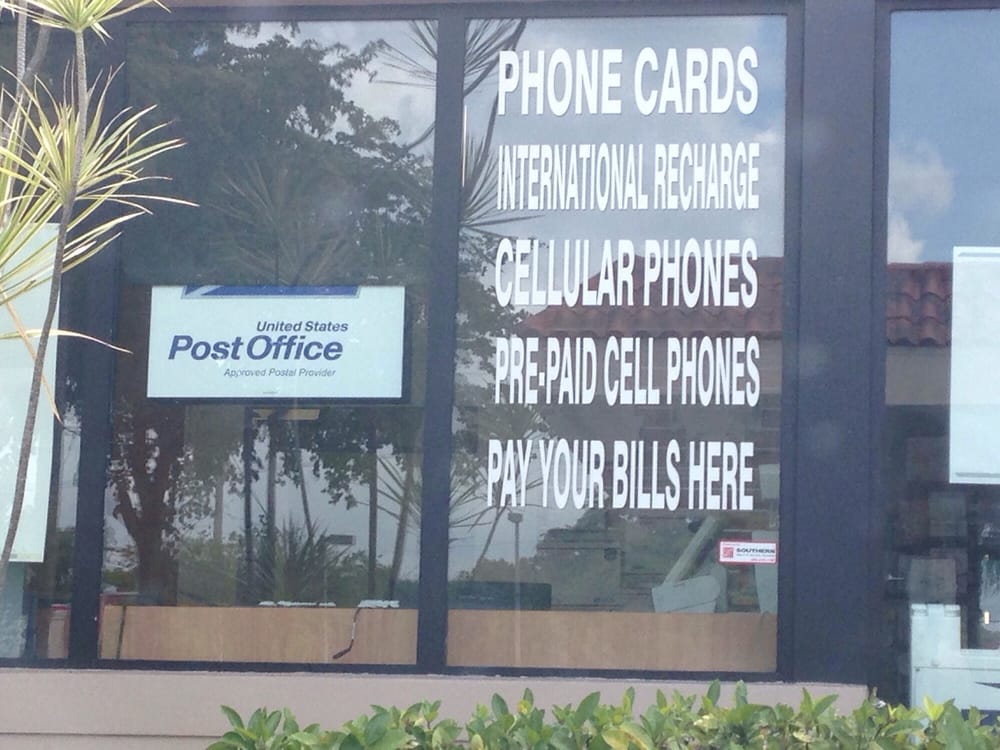 United States
Post Office
Approved Postal Provider
PHONE CARDS
INTERNATIONAL RECHARGE
CELLULAR PHONES
PRE-PAID CELL PHONES
PAY YOUR BILLS HERE
SOUTHERN